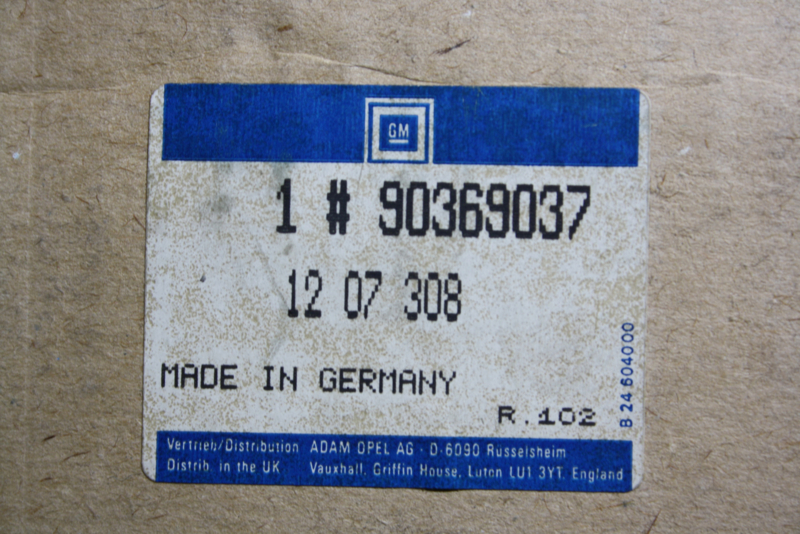 GM
1 # 90369037
12 07 308
MADE IN GERMANY
R.102
B 24 604000
Vertrieb/Distribution ADAM OPEL AG · D-6090 Rüsselsheim
Distrib. in the UK Vauxhall, Griffin House, Luton LU1 3YT, England